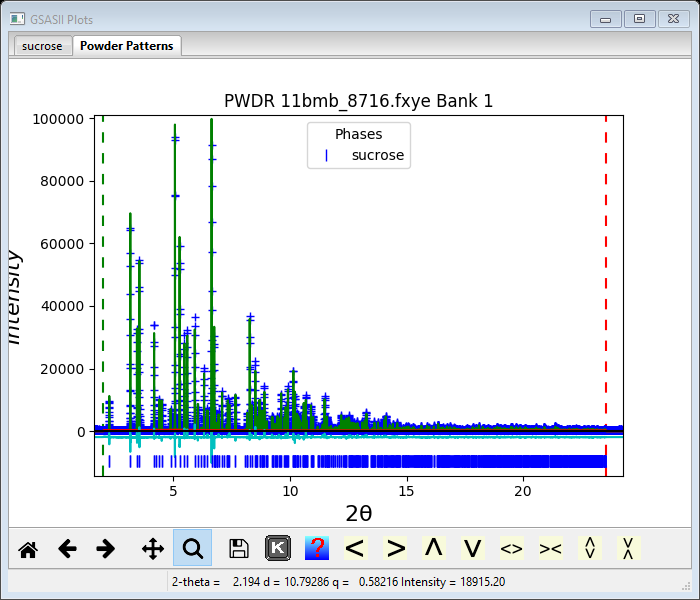 GSASII Plots
sucrose
Powder Patterns
PWDR 11bmb_8716.fxye Bank 1
Phases
sucrose
100000
80000
60000
40000
20000
0
Intensity
5 10 15 20
2θ
K ? < > Λ V <> ><
2-theta = 2.194 d = 10.79286 q = 0.58216 Intensity = 18915.20